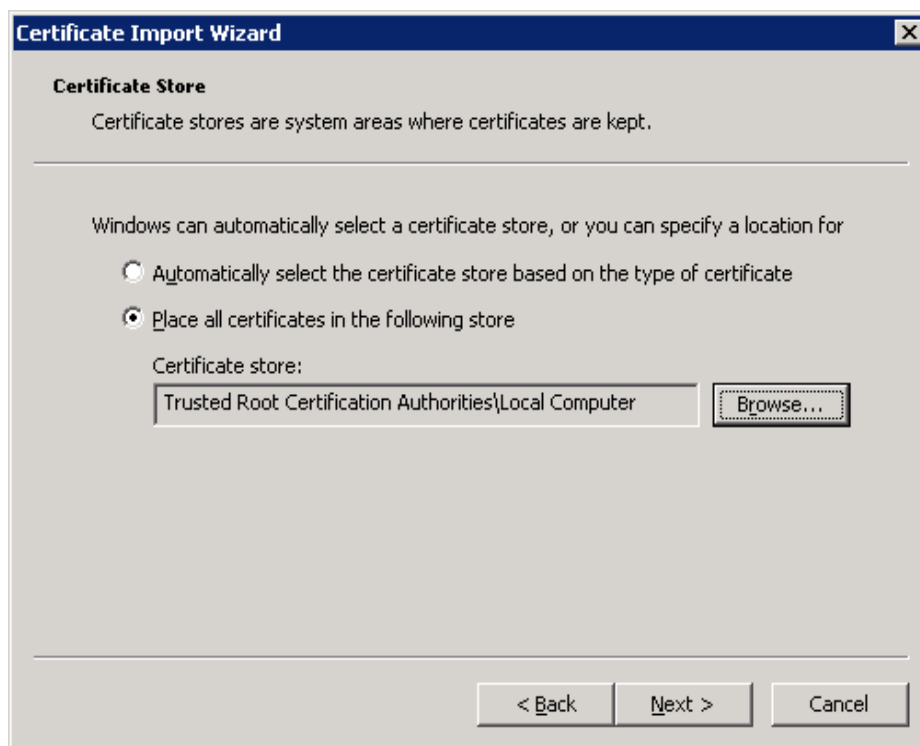 Certificate Import Wizard
Certificate Store
Certificate stores are system areas where certificates are kept.
Windows can automatically select a certificate store, or you can specify a location for
Automatically select the certificate store based on the type of certificate
Place all certificates in the following store
Certificate store:
Trusted Root Certification Authorities\Local Computer
Browse...
< Back
Next >
Cancel